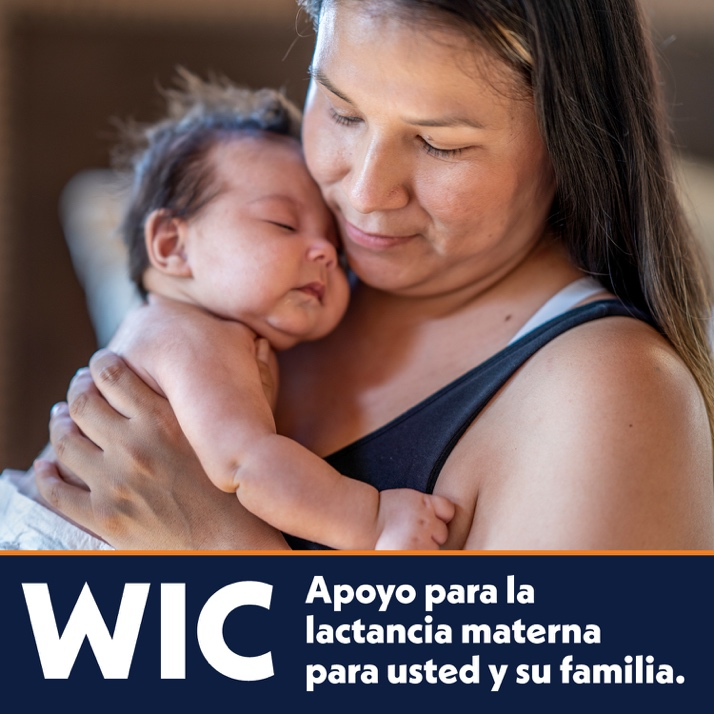 WIC
Apoyo para la
lactancia materna
para usted y su familia.